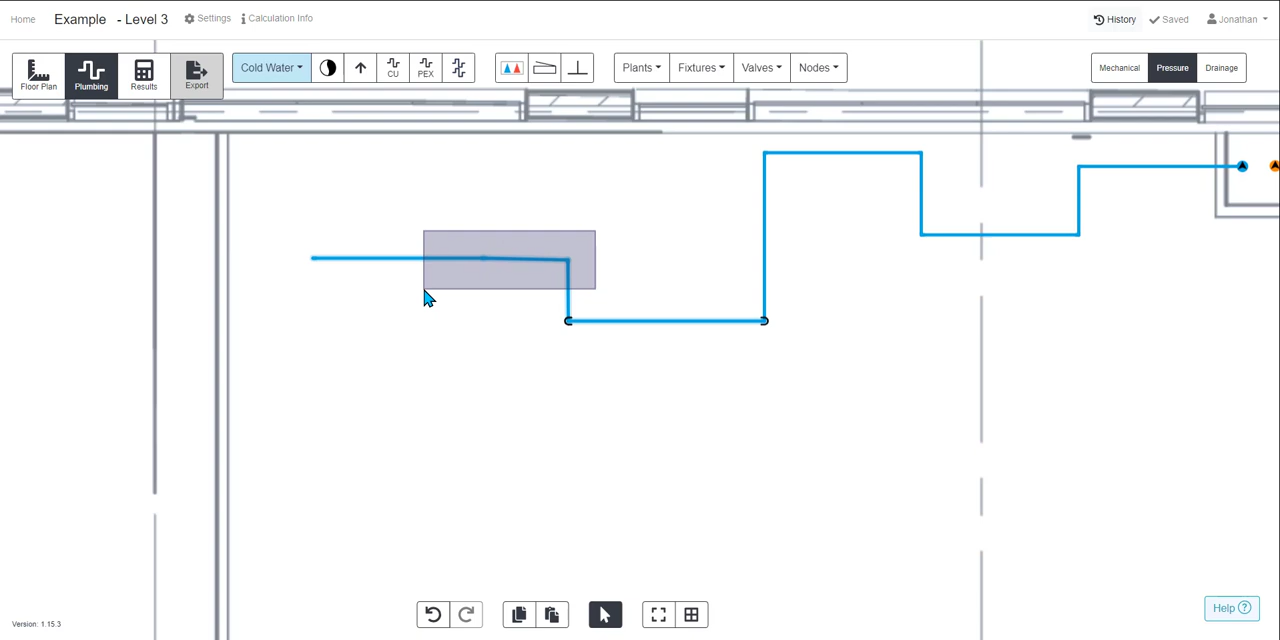 Home
Example - Level 3
Settings
Calculation Info
History
Saved
Jonathan
Floor Plan
Plumbing
Results
Export
Cold Water
CU
PEX
Plants
Fixtures
Valves
Nodes
Mechanical
Pressure
Drainage
Version: 1.15.3
Help